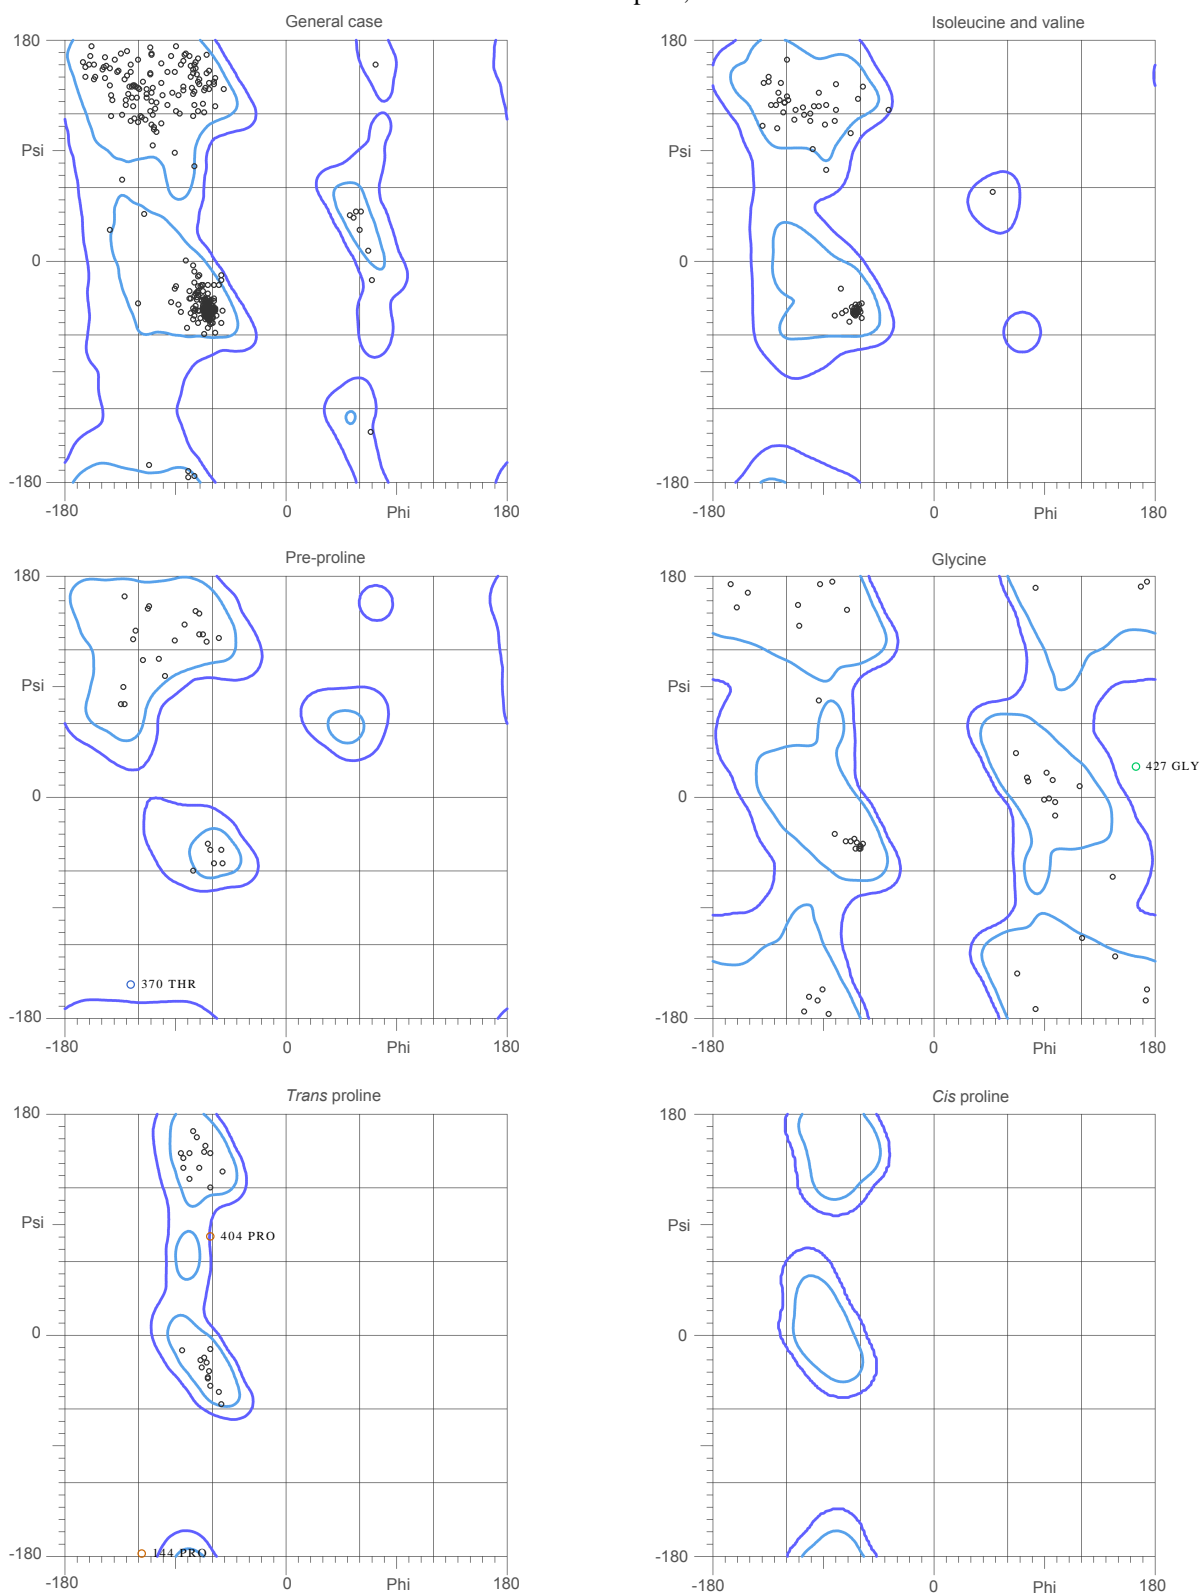 General case
Isoleucine and valine
180
Psi
0
-180
-180
0
Phi
180
180
Psi
0
-180
-180
0
Phi
180
Pre-proline
Glycine
180
Psi
0
-180
370 THR
-180
0
Phi
180
180
Psi
0
-180
427 GLY
-180
0
Phi
180
Trans proline
Cis proline
180
Psi
0
-180
404 PRO
144 PRO
-180
0
Phi
180
180
Psi
0
-180
-180
0
Phi
180